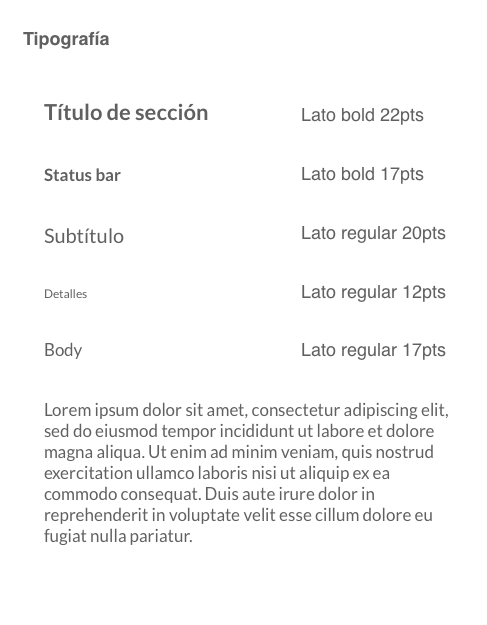 Tipografía
Título de sección Lato bold 22pts
Status bar Lato bold 17pts
Subtítulo Lato regular 20pts
Detalles Lato regular 12pts
Body Lato regular 17pts
Lorem ipsum dolor sit amet, consectetur adipiscing elit,
sed do eiusmod tempor incididunt ut labore et dolore
magna aliqua. Ut enim ad minim veniam, quis nostrud
exercitation ullamco laboris nisi ut aliquip ex ea
commodo consequat. Duis aute irure dolor in
reprehenderit in voluptate velit esse cillum dolore eu
fugiat nulla pariatur.